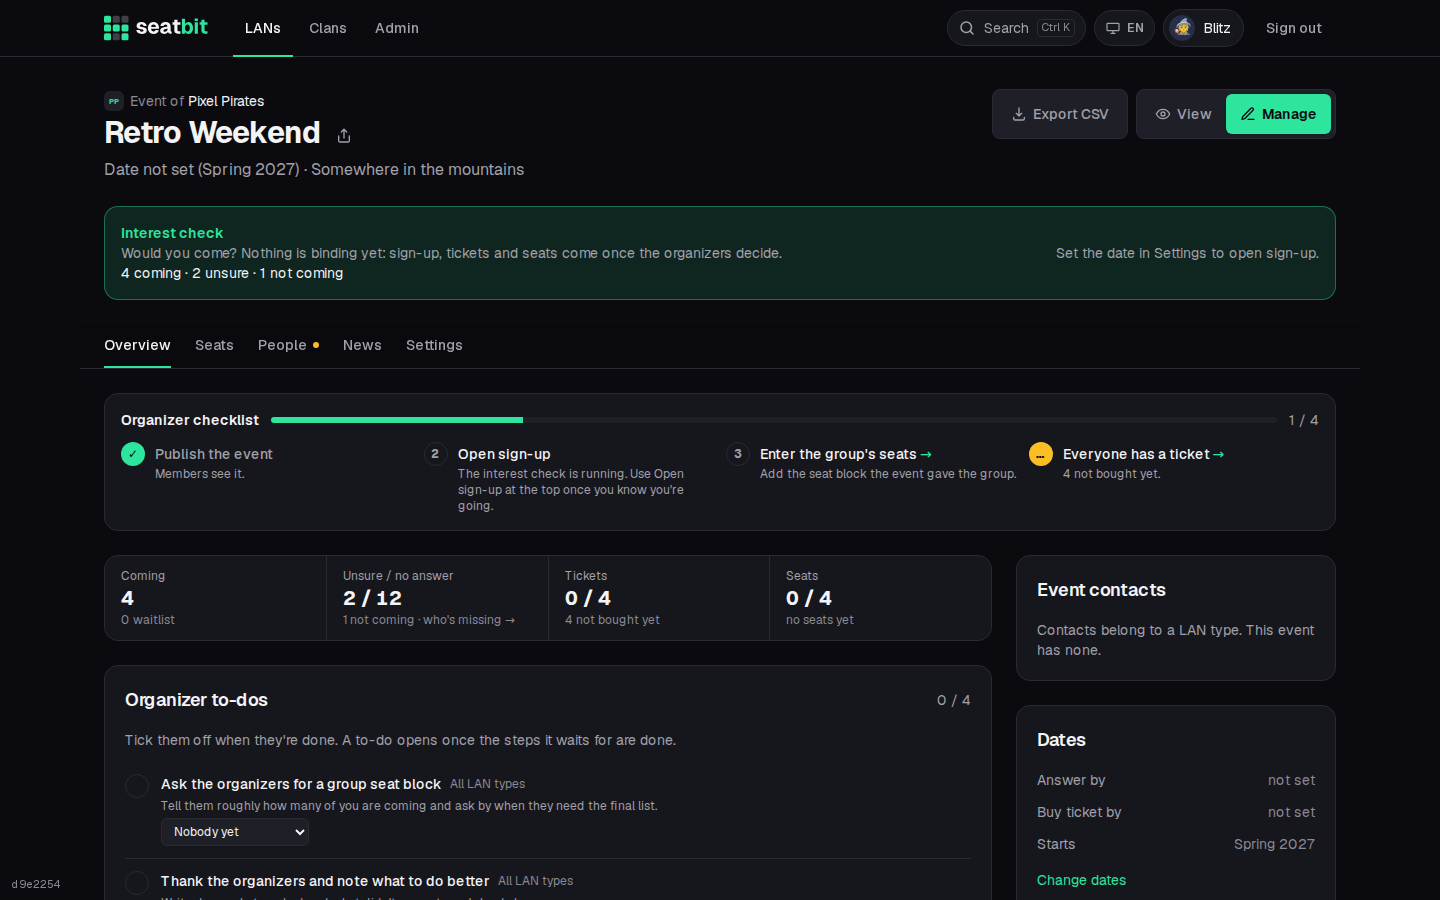 seatbit
LANs
Clans
Admin
Search
Ctrl K
EN
Blitz
Sign out
PP
Event of Pixel Pirates
Retro Weekend
Date not set (Spring 2027) · Somewhere in the mountains
Export CSV
View
Manage
Interest check
Would you come? Nothing is binding yet: sign-up, tickets and seats come once the organizers decide.
4 coming · 2 unsure · 1 not coming
Set the date in Settings to open sign-up.
Overview
Seats
People
News
Settings
Organizer checklist
1 / 4
✓
Publish the event
Members see it.
2
Open sign-up
The interest check is running. Use Open
sign-up at the top once you know you're
going.
3
Enter the group's seats →
Add the seat block the event gave the group.
…
Everyone has a ticket →
4 not bought yet.
Coming
4
0 waitlist
Unsure / no answer
2 / 12
1 not coming · who's missing →
Tickets
0 / 4
4 not bought yet
Seats
0 / 4
no seats yet
Event contacts
Contacts belong to a LAN type. This event
has none.
Organizer to-dos
0 / 4
Tick them off when they're done. A to-do opens once the steps it waits for are done.
Ask the organizers for a group seat block
All LAN types
Tell them roughly how many of you are coming and ask by when they need the final list.
Nobody yet
Thank the organizers and note what to do better
All LAN types
Dates
Answer by
not set
Buy ticket by
not set
Starts
Spring 2027
Change dates
d9e2254